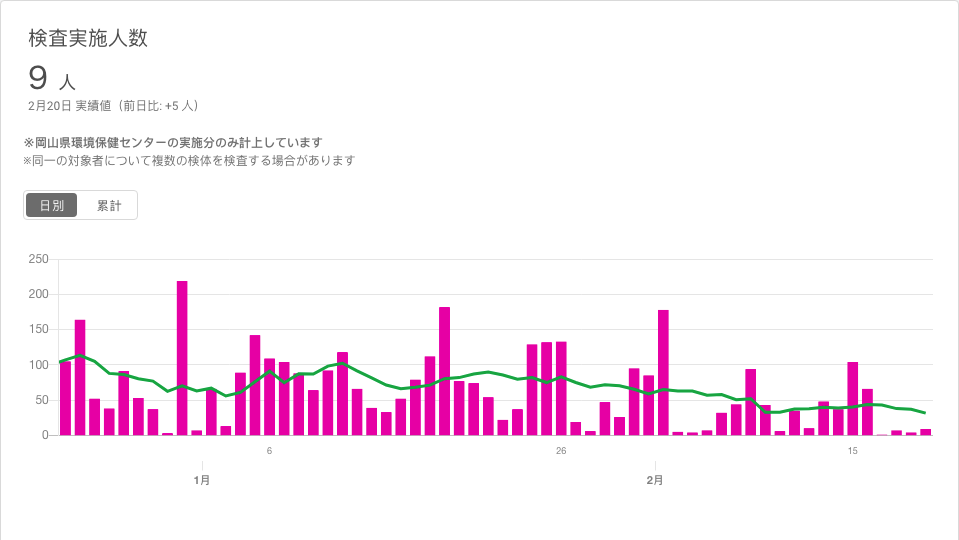 検査実施人数
9 人
2月20日 実績値（前日比: +5 人）
※岡山県環境保健センターの実施分のみ計上しています
※同一の対象者について複数の検体を検査する場合があります
日別 累計
250
200
150
100
50
0
6 26 15
1月 2月